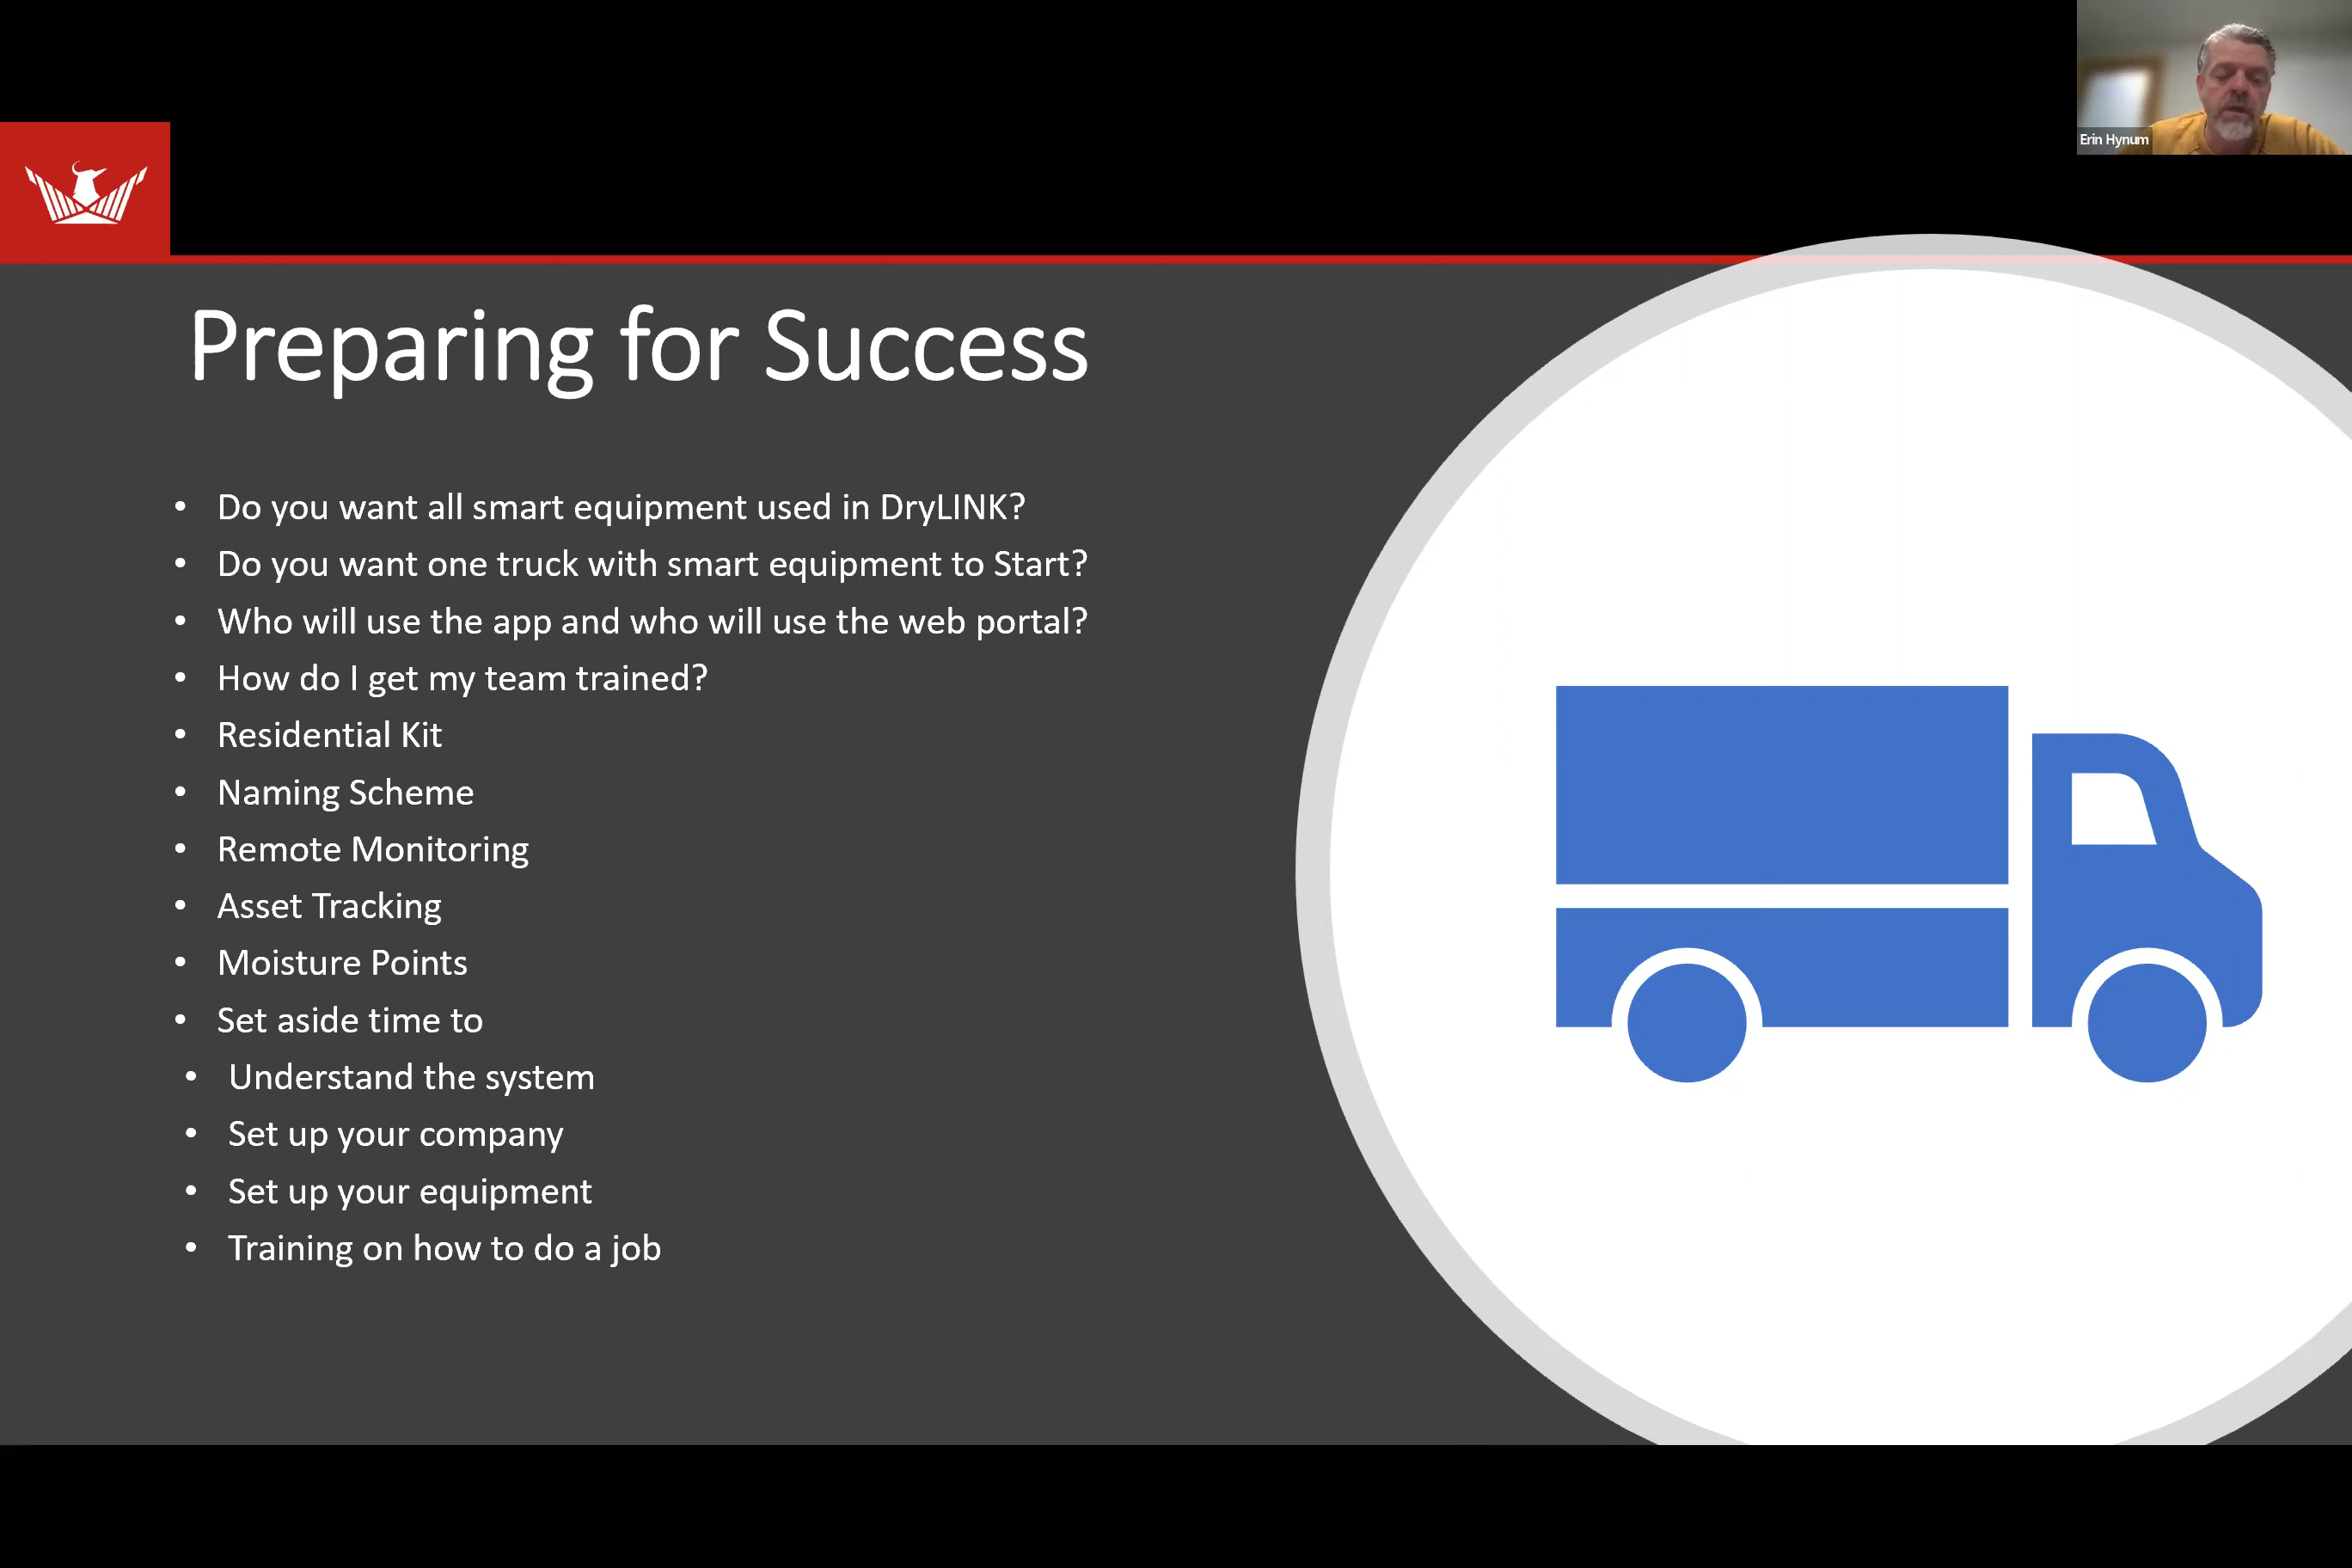 Erin Hynum
Preparing for Success
• Do you want all smart equipment used in DryLINK?
• Do you want one truck with smart equipment to Start?
• Who will use the app and who will use the web portal?
• How do I get my team trained?
• Residential Kit
• Naming Scheme
• Remote Monitoring
• Asset Tracking
• Moisture Points
• Set aside time to
• Understand the system
• Set up your company
• Set up your equipment
• Training on how to do a job